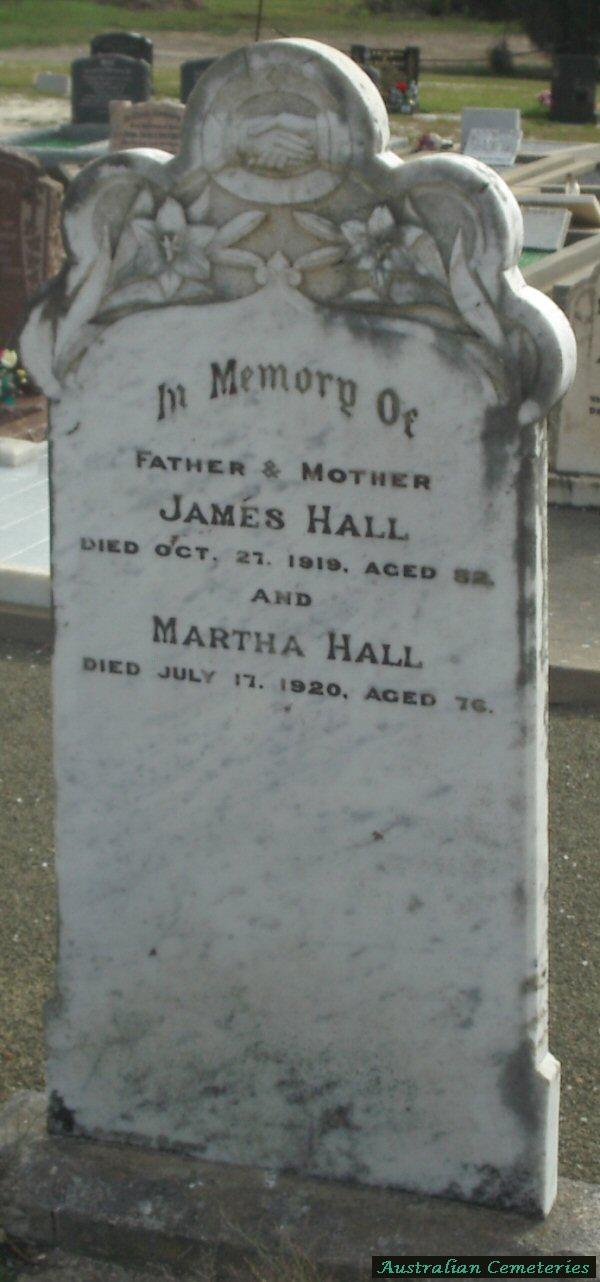 In Memory Of
FATHER & MOTHER
JAMES HALL
DIED OCT. 27. 1919, AGED 82.
AND
MARTHA HALL
DIED JULY 17. 1920, AGED 76.
Australian Cemeteries